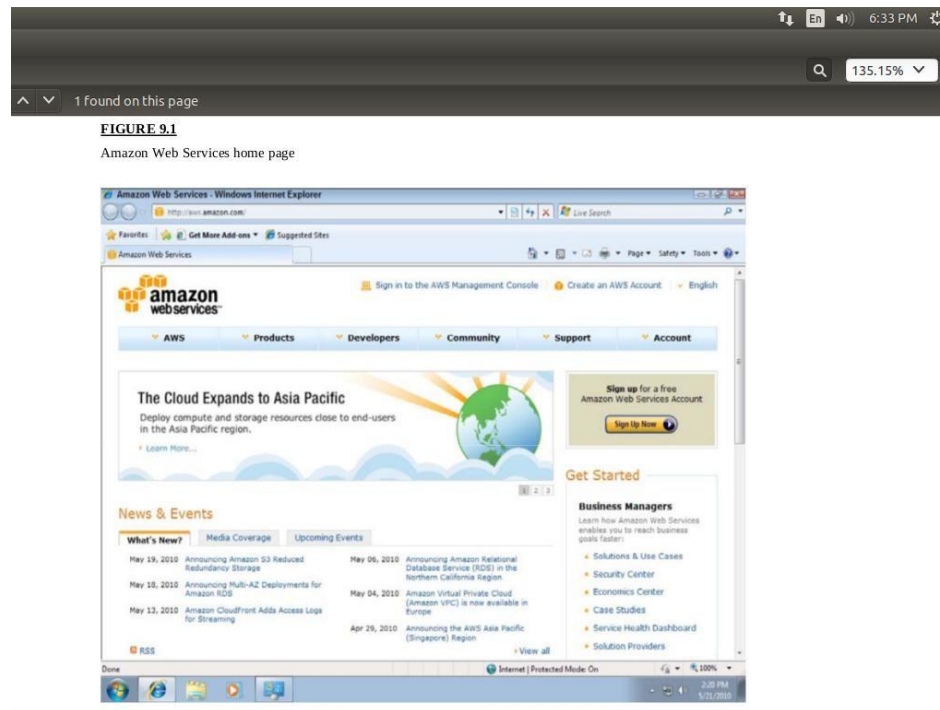 En 6:33 PM
135.15%
1 found on this page
FIGURE 9.1
Amazon Web Services home page
Amazon Web Services - Windows Internet Explorer
http://aws.amazon.com/
Live Search
Favorites Get More Add-ons Suggested Sites
Amazon Web Services
Page Safety Tools
amazon
webservices™
Sign in to the AWS Management Console Create an AWS Account English
AWS Products Developers Community Support Account
The Cloud Expands to Asia Pacific
Deploy compute and storage resources close to end-users
in the Asia Pacific region.
Learn More...
1 2 3
Sign up for a free
Amazon Web Services Account
Sign Up Now
News & Events
What's New? Media Coverage Upcoming Events
May 19, 2010 Announcing Amazon S3 Reduced
Redundancy Storage
May 18, 2010 Announcing Multi-AZ Deployments for
Amazon RDS
May 13, 2010 Amazon CloudFront Adds Access Logs
for Streaming
May 06, 2010 Announcing Amazon Relational
Database Service (RDS) in the
Northern California Region
May 04, 2010 Amazon Virtual Private Cloud
(Amazon VPC) is now available in
Europe
Apr 29, 2010 Announcing the AWS Asia Pacific
(Singapore) Region
RSS
View all
Get Started
Business Managers
Learn how Amazon Web Services
enables you to reach business
goals faster:
Solutions & Use Cases
Security Center
Economics Center
Case Studies
Service Health Dashboard
Solution Providers
Done
Internet | Protected Mode: On
100%
2:20 PM
5/21/2010